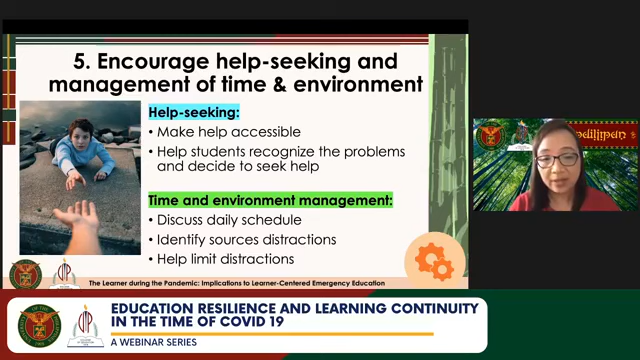 5. Encourage help-seeking and
management of time & environment
Help-seeking:
• Make help accessible
• Help students recognize the problems
and decide to seek help
Time and environment management:
• Discuss daily schedule
• Identify sources distractions
• Help limit distractions
The Learner during the Pandemic: Implications to Learner-Centered Emergency Education
EDUCATION RESILIENCE AND LEARNING CONTINUITY
IN THE TIME OF COVID 19
A WEBINAR SERIES